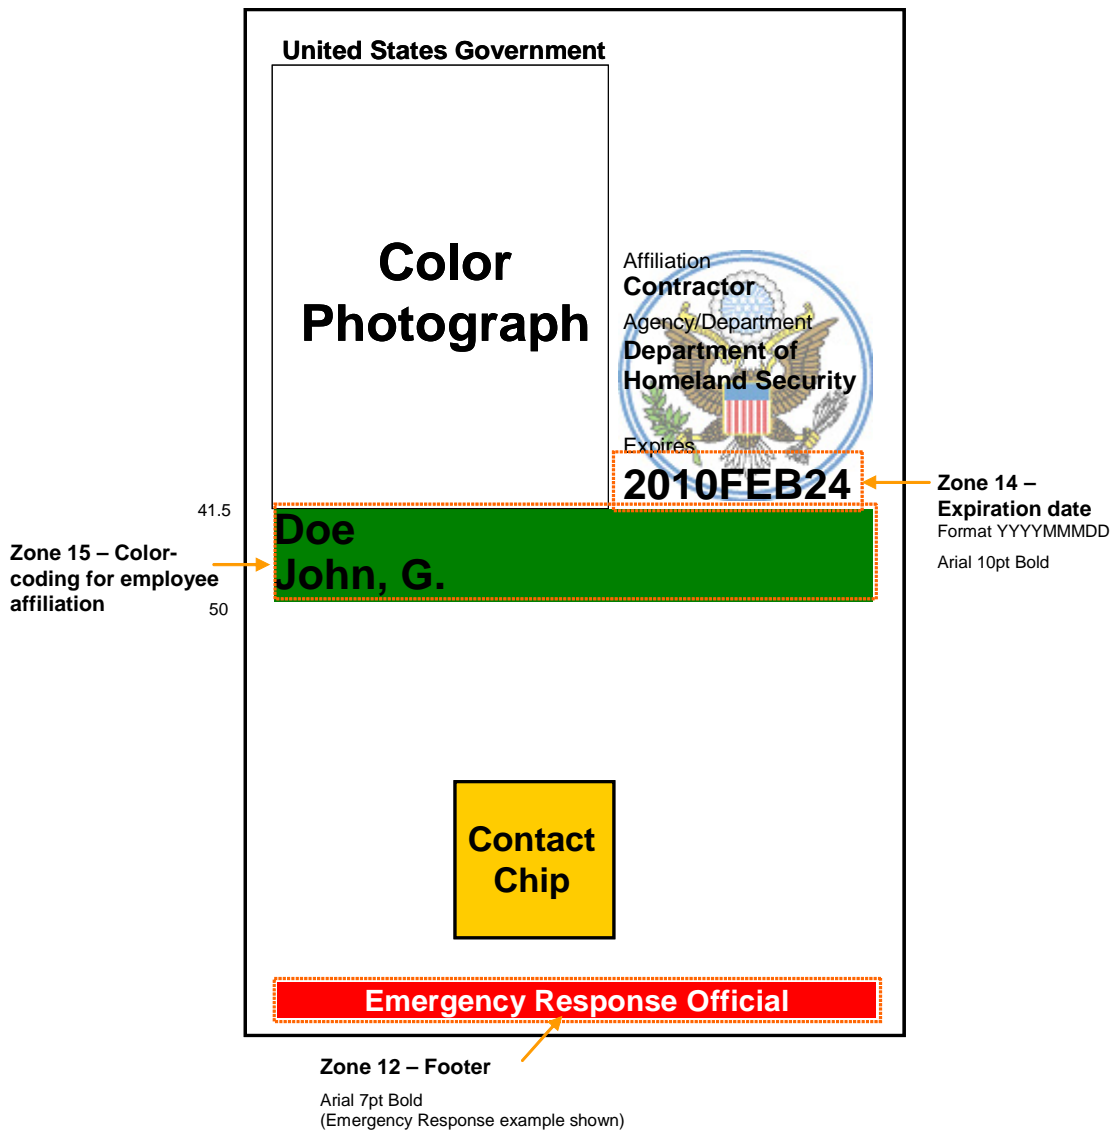 United States Government
Color
Photograph
Affiliation
Contractor
Agency/Department
Department of
Homeland Security
Expires
2010FEB24
Zone 14 –
Expiration date
Format YYYYMMMDD
Arial 10pt Bold
41.5
Doe
John, G.
Zone 15 – Color-
coding for employee
affiliation
50
Contact
Chip
Emergency Response Official
Zone 12 – Footer
Arial 7pt Bold
(Emergency Response example shown)